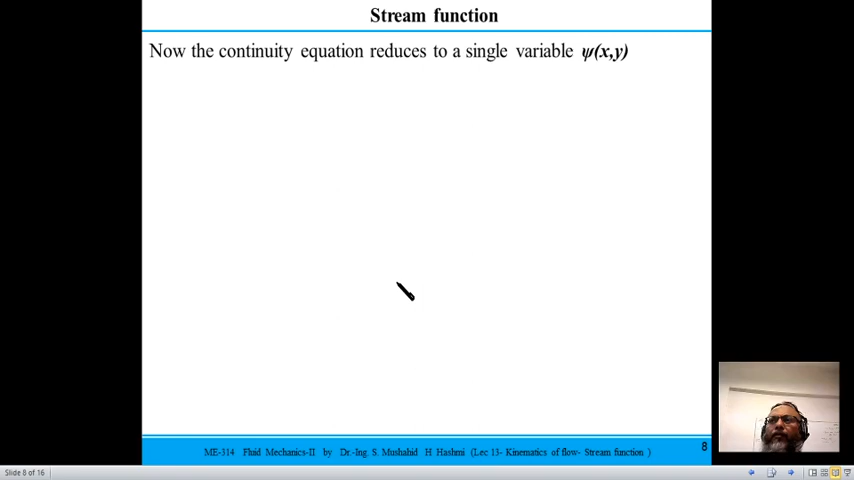 Stream function
Now the continuity equation reduces to a single variable ψ(x,y)
8
ME-314 Fluid Mechanics-II by Dr.-Ing. S. Mushahid H Hashmi (Lec 13- Kinematics of flow- Stream function )
Slide 8 of 16